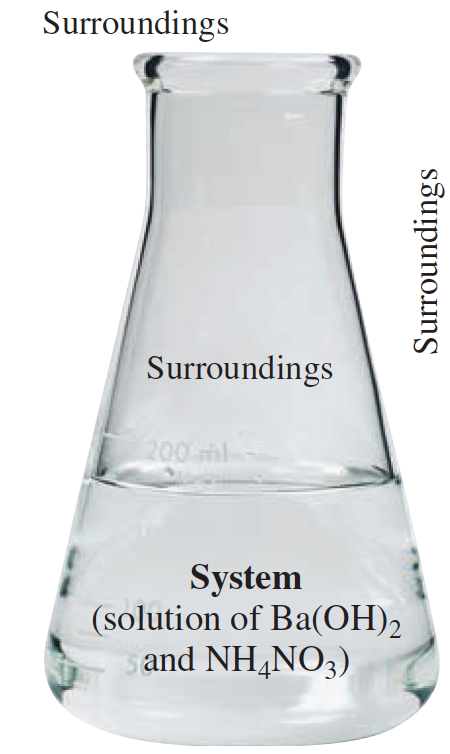 Surroundings
Surroundings
Surroundings
200 ml
System
(solution of Ba(OH)₂
and NH₄NO₃)